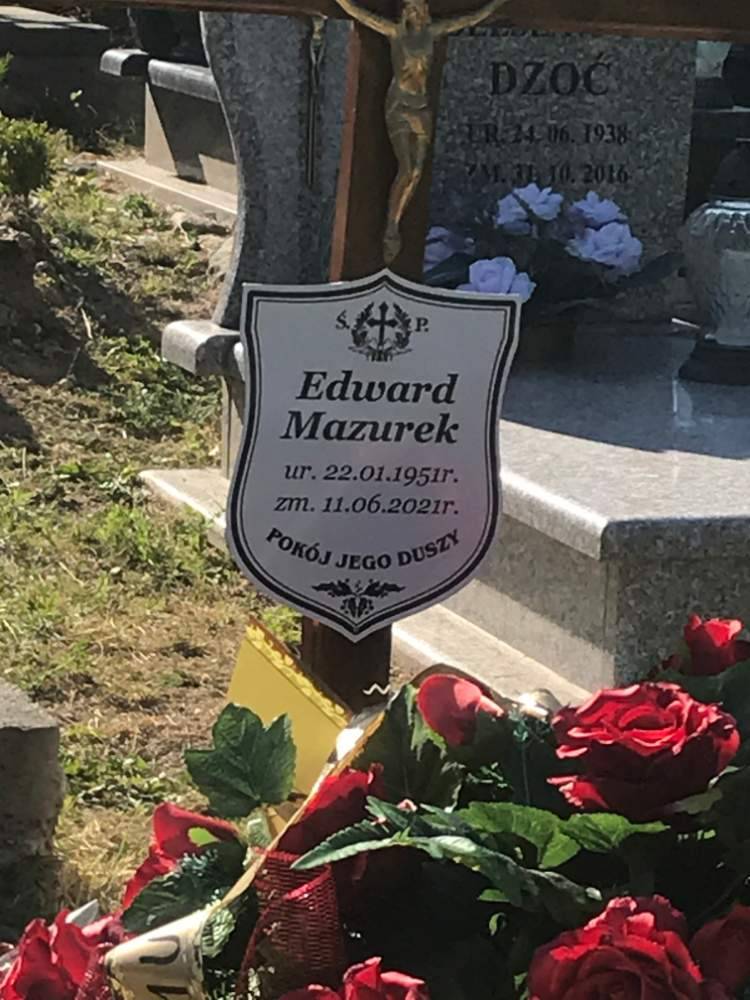 DZOĆ
UR. 24. 06. 1938
ZM. 31. 10. 2016
Ś. P.
Edward
Mazurek
ur. 22.01.1951r.
zm. 11.06.2021r.
POKÓJ JEGO DUSZY